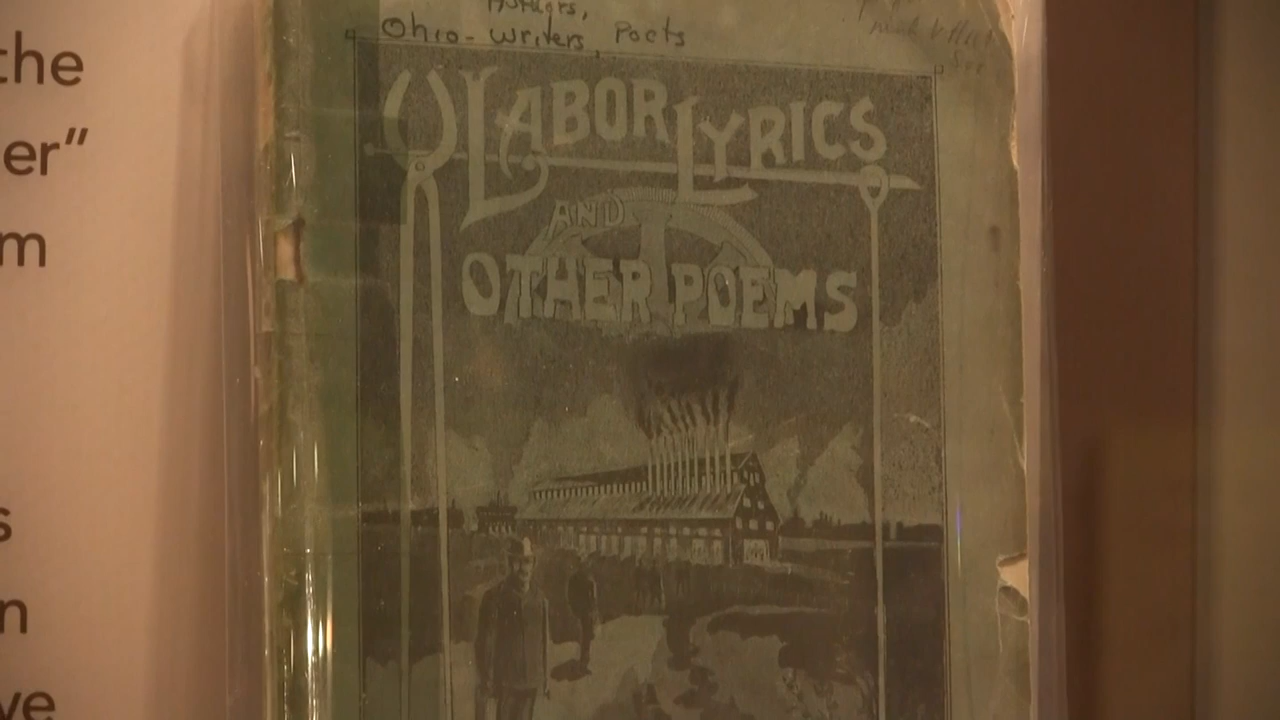 the
er”
m
s
n
ve
Authors,
Ohio - Writers, Poets
LABOR LYRICS
AND
OTHER POEMS